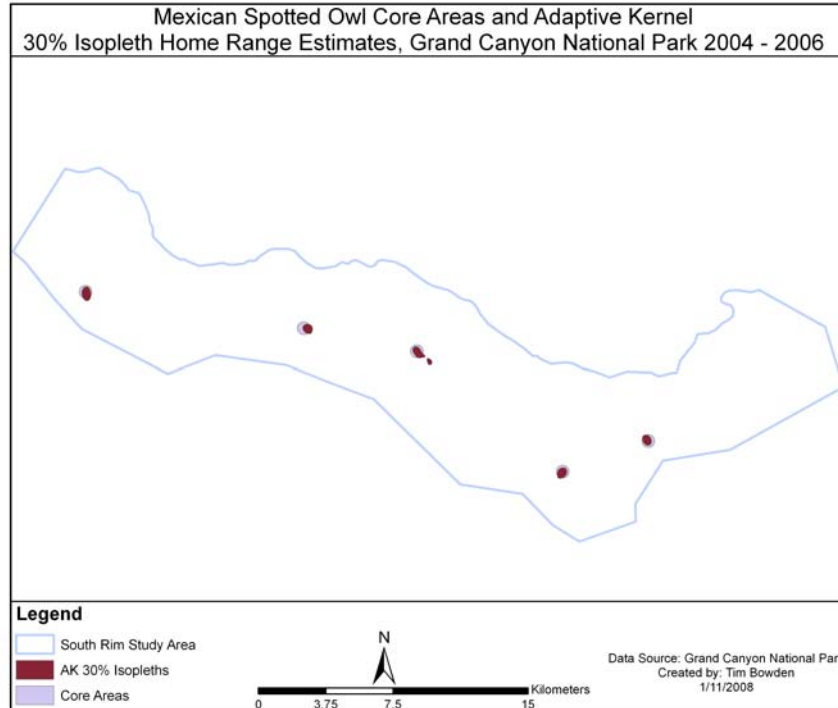 Mexican Spotted Owl Core Areas and Adaptive Kernel
30% Isopleth Home Range Estimates, Grand Canyon National Park 2004 - 2006
Legend
South Rim Study Area
AK 30% Isopleths
Core Areas
N
Kilometers
0 3.75 7.5 15
Data Source: Grand Canyon National Par
Created by: Tim Bowden
1/11/2008